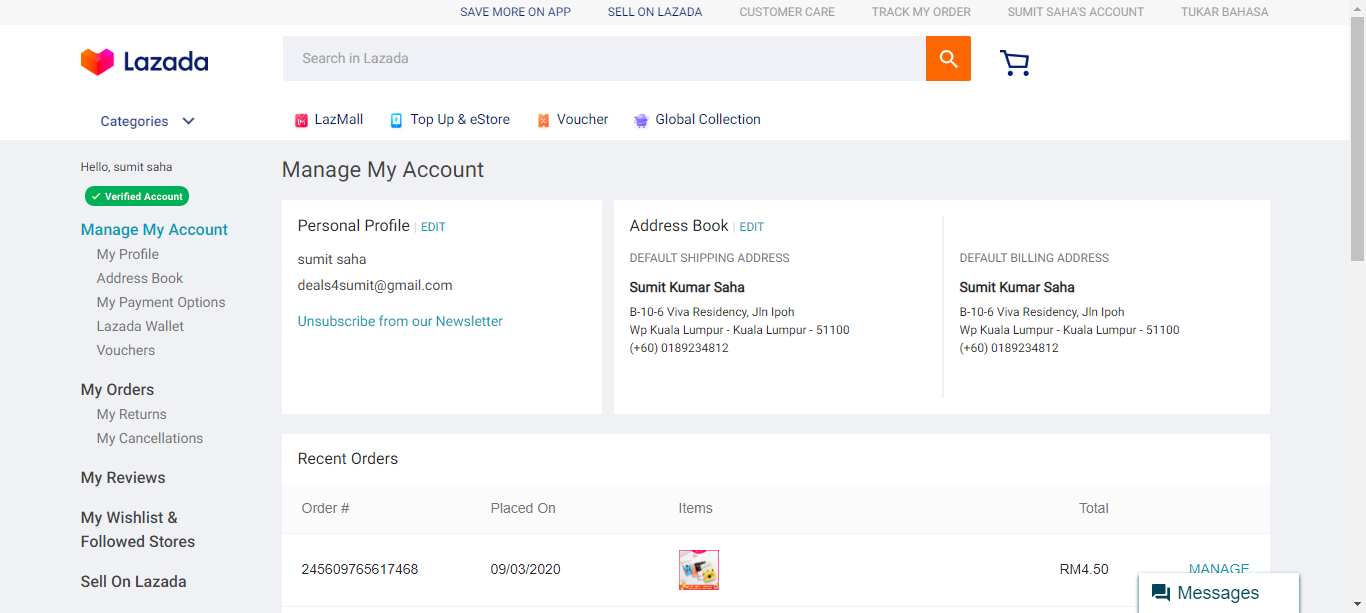 SAVE MORE ON APP SELL ON LAZADA CUSTOMER CARE TRACK MY ORDER SUMIT SAHA'S ACCOUNT TUKAR BAHASA
Lazada
Search in Lazada
Categories
LazMall Top Up & eStore Voucher Global Collection
Hello, sumit saha
Verified Account
Manage My Account
My Profile
Address Book
My Payment Options
Lazada Wallet
Vouchers
My Orders
My Returns
My Cancellations
My Reviews
My Wishlist &
Followed Stores
Sell On Lazada
Manage My Account
Personal Profile | EDIT
sumit saha
deals4sumit@gmail.com
Unsubscribe from our Newsletter
Address Book | EDIT
DEFAULT SHIPPING ADDRESS
Sumit Kumar Saha
B-10-6 Viva Residency, Jln Ipoh
Wp Kuala Lumpur - Kuala Lumpur - 51100
(+60) 0189234812
DEFAULT BILLING ADDRESS
Sumit Kumar Saha
B-10-6 Viva Residency, Jln Ipoh
Wp Kuala Lumpur - Kuala Lumpur - 51100
(+60) 0189234812
Recent Orders
Order # Placed On Items Total
245609765617468 09/03/2020 RM4.50 MANAGE
Messages